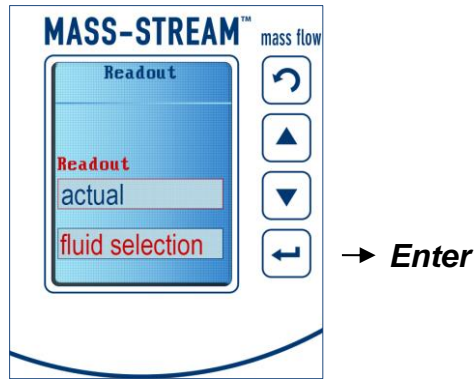 MASS-STREAM™ mass flow
Readout
Readout
actual
fluid selection
Enter